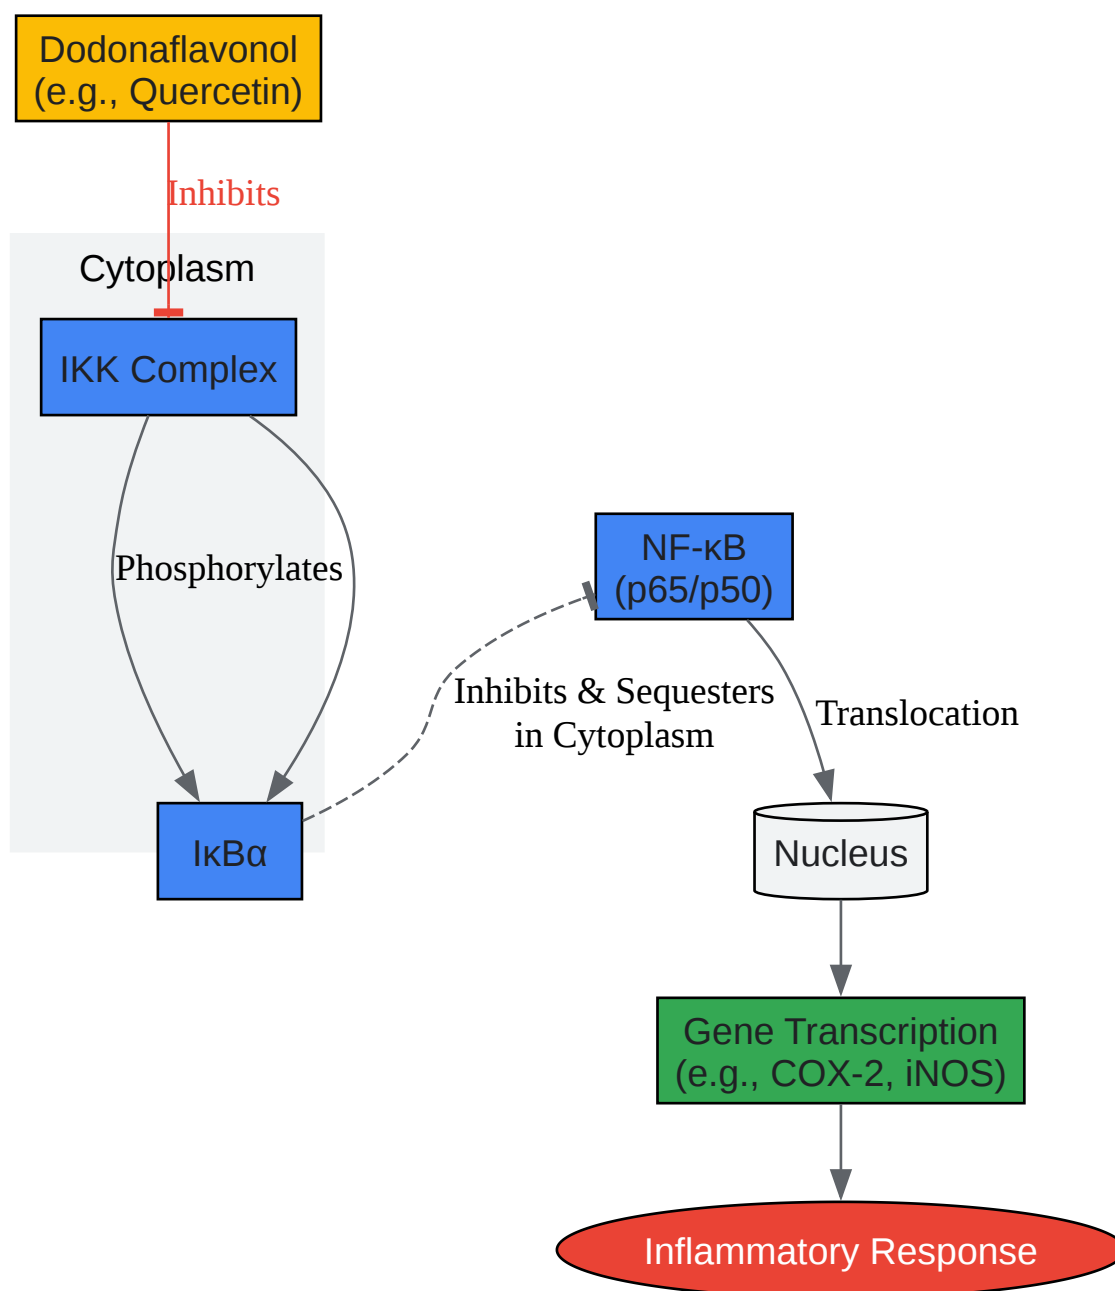 Dodonaflavonol
(e.g., Quercetin)
Inhibits
Cytoplasm
IKK Complex
Phosphorylates
NF-κB
(p65/p50)
Inhibits & Sequesters
in Cytoplasm
Translocation
IκBα
Nucleus
Gene Transcription
(e.g., COX-2, iNOS)
Inflammatory Response